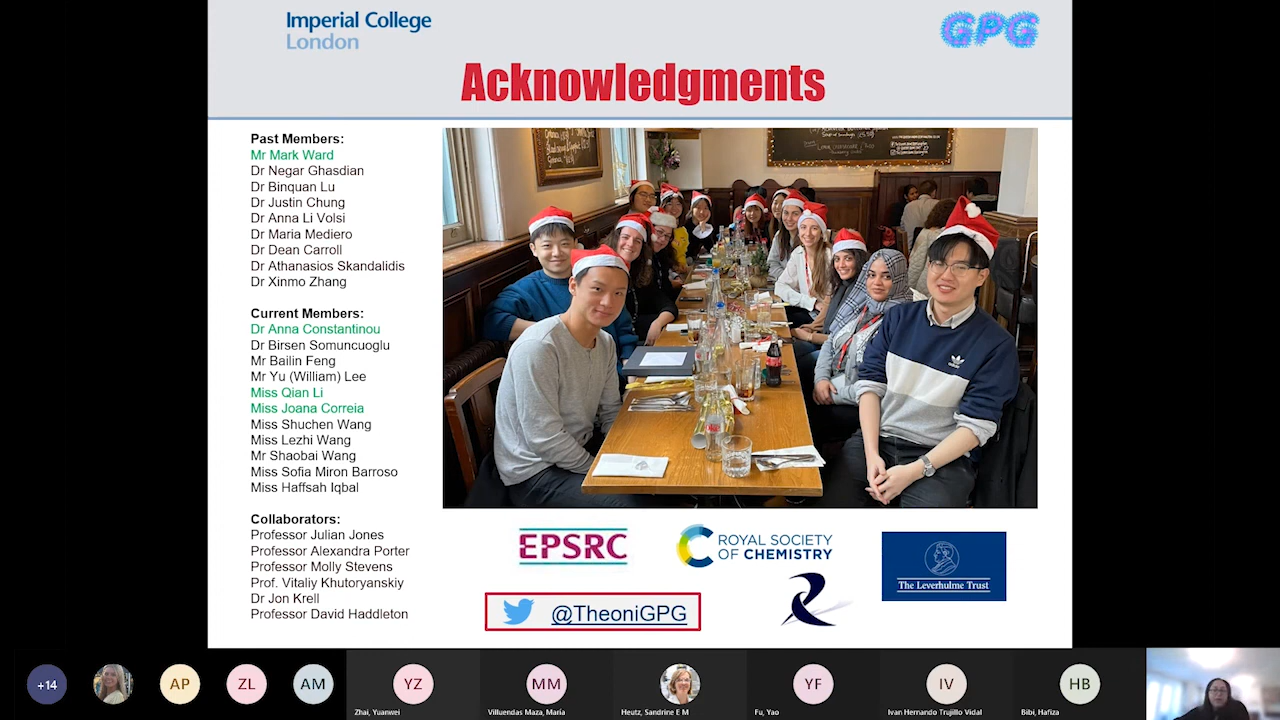 Imperial College
London
GPG
Acknowledgments
Past Members:
Mr Mark Ward
Dr Negar Ghasdian
Dr Binquan Lu
Dr Justin Chung
Dr Anna Li Volsi
Dr Maria Mediero
Dr Dean Carroll
Dr Athanasios Skandalidis
Dr Xinmo Zhang
Current Members:
Dr Anna Constantinou
Dr Birsen Somuncuoglu
Mr Bailin Feng
Mr Yu (William) Lee
Miss Qian Li
Miss Joana Correia
Miss Shuchen Wang
Miss Lezhi Wang
Mr Shaobai Wang
Miss Sofia Miron Barroso
Miss Haffsah Iqbal
Collaborators:
Professor Julian Jones
Professor Alexandra Porter
Professor Molly Stevens
Prof. Vitaliy Khutoryanskiy
Dr Jon Krell
Professor David Haddleton
adidas
EPSRC
ROYAL SOCIETY
OF CHEMISTRY
The Leverhulme Trust
@TheoniGPG
+14
AP
ZL
AM
YZ
MM
YF
IV
HB
Zhai, Yuanwei
Villuendas Maza, Maria
Heutz, Sandrine E M
Fu, Yao
Ivan Hernando Trujillo Vidal
Bibi, Hafiza